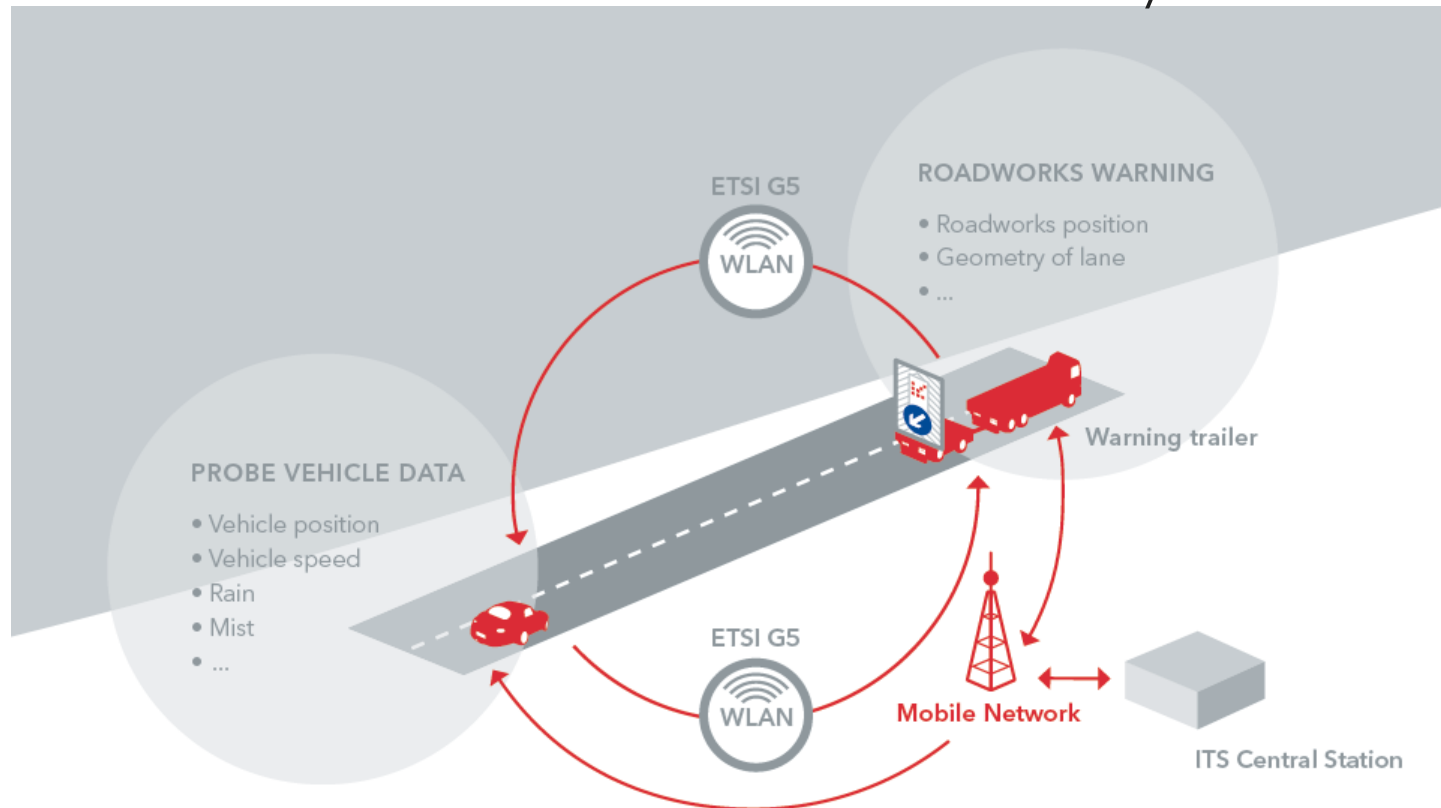 ETSI G5
WLAN
ROADWORKS WARNING
• Roadworks position
• Geometry of lane
• ...
Warning trailer
PROBE VEHICLE DATA
• Vehicle position
• Vehicle speed
• Rain
• Mist
• ...
ETSI G5
WLAN
Mobile Network
ITS Central Station